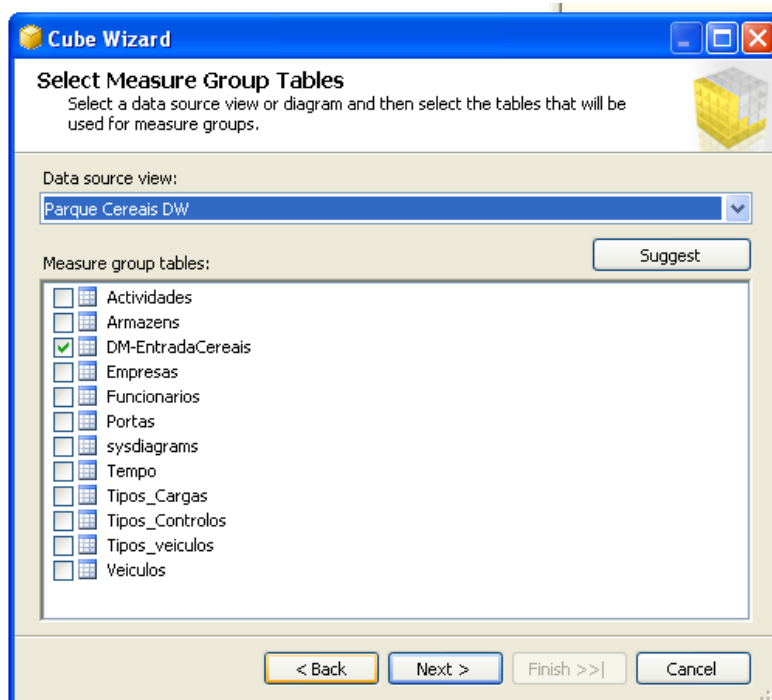 Cube Wizard
Select Measure Group Tables
Select a data source view or diagram and then select the tables that will be
used for measure groups.
Data source view:
Parque Cereais DW
Suggest
Measure group tables:
Actividades
Armazens
DM-EntradaCereais
Empresas
Funcionarios
Portas
sysdiagrams
Tempo
Tipos_Cargas
Tipos_Controlos
Tipos_veiculos
Veiculos
< Back Next > Finish >>| Cancel